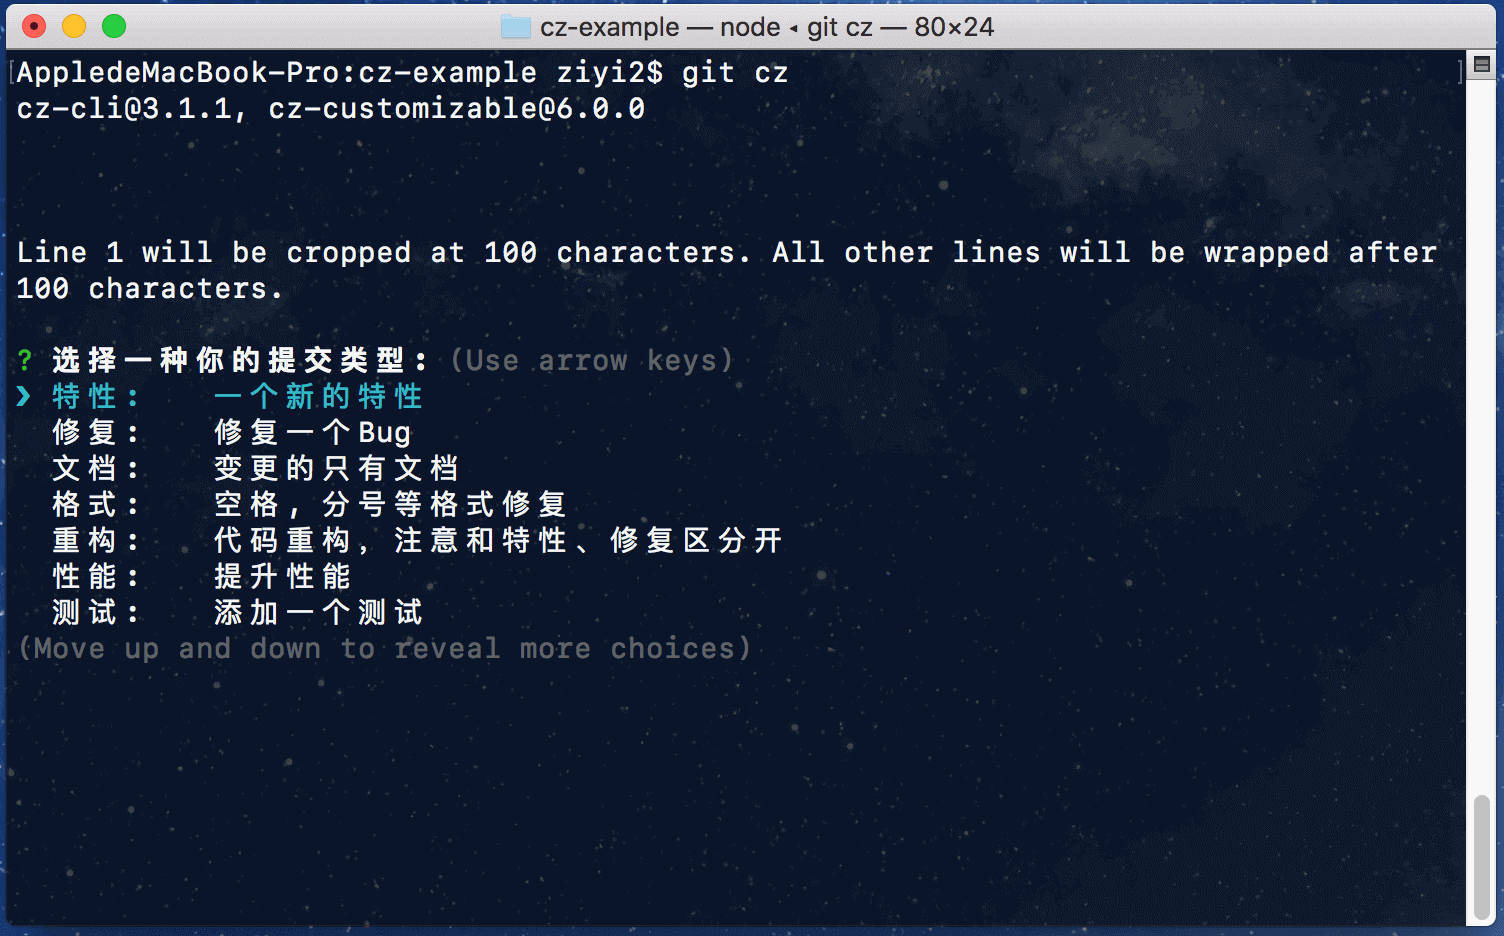 cz-example — node ◂ git cz — 80×24
[AppledeMacBook-Pro:cz-example ziyi2$ git cz ]
cz-cli@3.1.1, cz-customizable@6.0.0
Line 1 will be cropped at 100 characters. All other lines will be wrapped after
100 characters.
? 选择一种你的提交类型: (Use arrow keys)
❯ 特性: 一个新的特性
修复: 修复一个Bug
文档: 变更的只有文档
格式: 空格, 分号等格式修复
重构: 代码重构, 注意和特性、修复区分开
性能: 提升性能
测试: 添加一个测试
(Move up and down to reveal more choices)